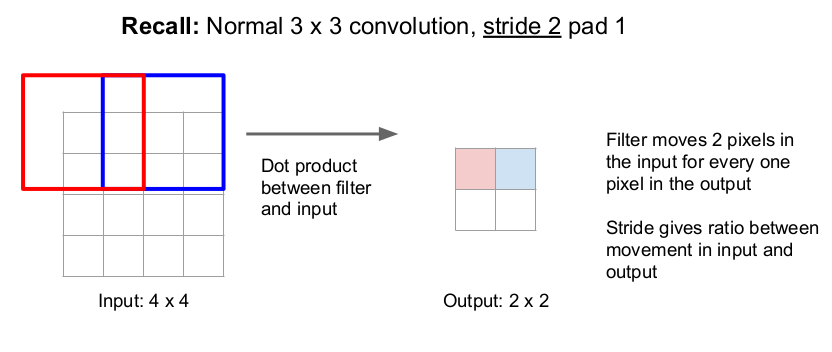 Recall: Normal 3 x 3 convolution, stride 2 pad 1
Dot product
between filter
and input
Filter moves 2 pixels in
the input for every one
pixel in the output
Stride gives ratio between
movement in input and
output
Input: 4 x 4
Output: 2 x 2